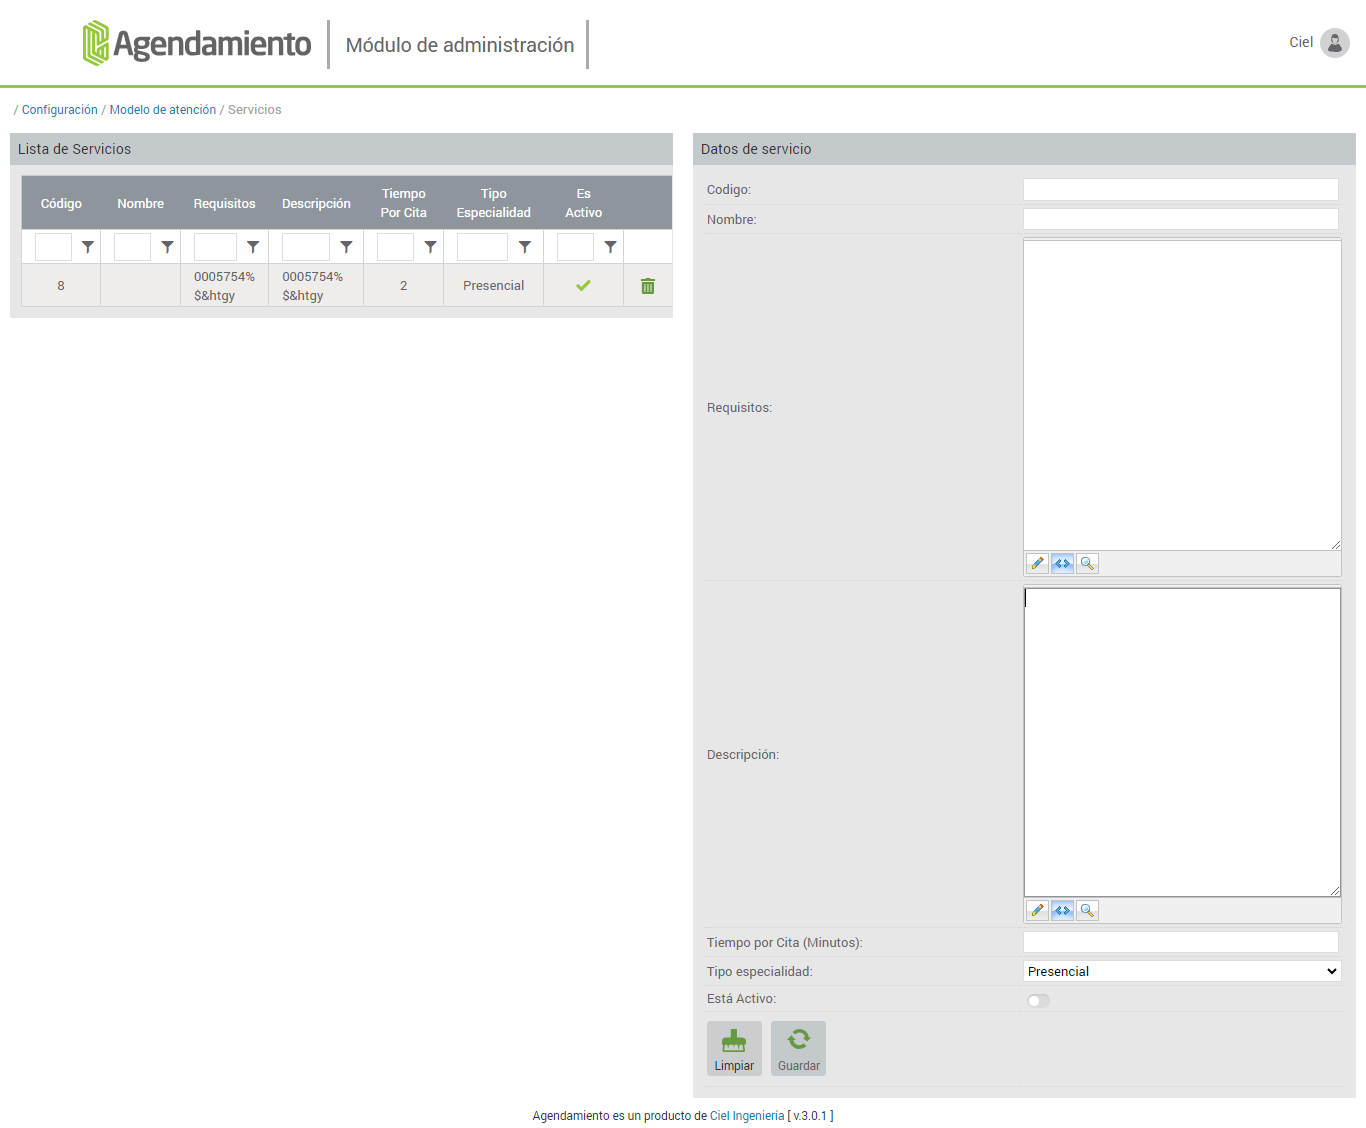 Agendamiento
Módulo de administración
Ciel
/ Configuración / Modelo de atención / Servicios
Lista de Servicios
Código Nombre Requisitos Descripción Tiempo Por Cita Tipo Especialidad Es Activo
8 0005754%$&htgy 0005754%$&htgy 2 Presencial
Datos de servicio
Codigo:
Nombre:
Requisitos:
Descripción:
Tiempo por Cita (Minutos):
Tipo especialidad: Presencial
Está Activo:
Limpiar Guardar
Agendamiento es un producto de Ciel Ingeniería [ v.3.0.1 ]